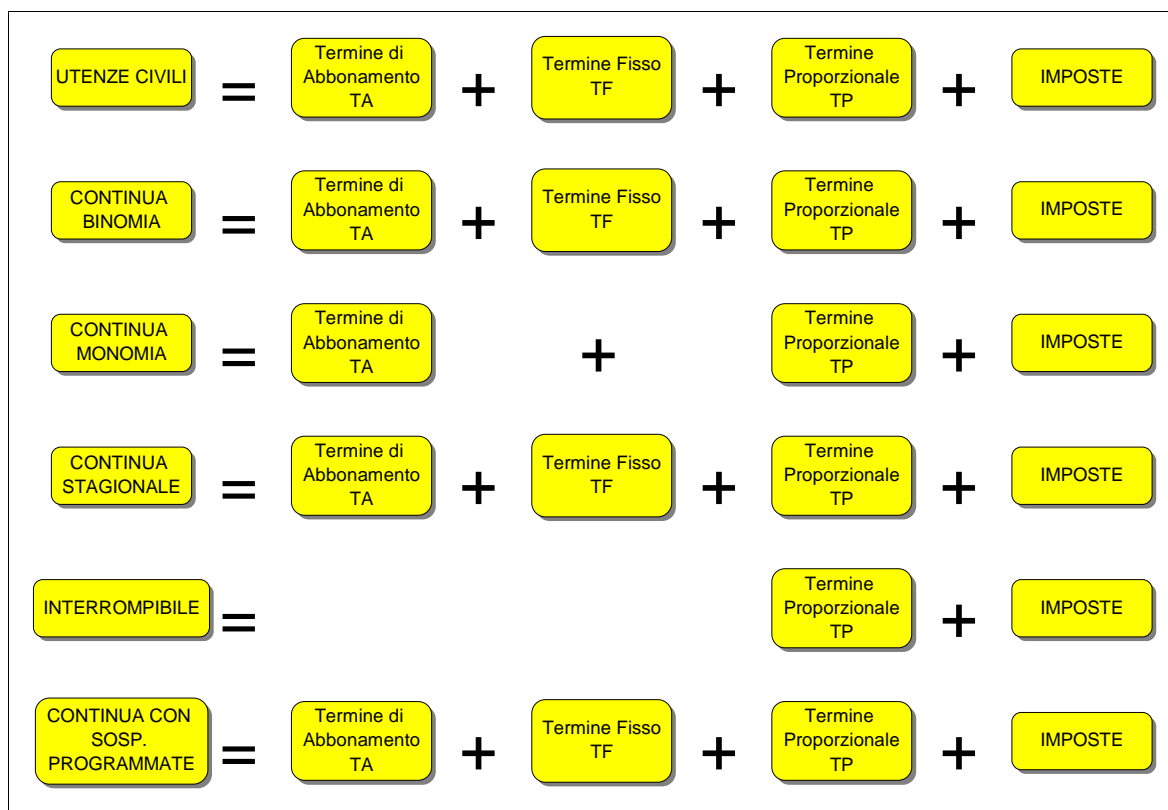 UTENZE CIVILI
=
Termine di
Abbonamento
TA
+
Termine Fisso
TF
+
Termine
Proporzionale
TP
+
IMPOSTE
CONTINUA
BINOMIA
=
Termine di
Abbonamento
TA
+
Termine Fisso
TF
+
Termine
Proporzionale
TP
+
IMPOSTE
CONTINUA
MONOMIA
=
Termine di
Abbonamento
TA
+
Termine
Proporzionale
TP
+
IMPOSTE
CONTINUA
STAGIONALE
=
Termine di
Abbonamento
TA
+
Termine Fisso
TF
+
Termine
Proporzionale
TP
+
IMPOSTE
INTERROMPIBILE
=
Termine
Proporzionale
TP
+
IMPOSTE
CONTINUA CON
SOSP.
PROGRAMMATE
=
Termine di
Abbonamento
TA
+
Termine Fisso
TF
+
Termine
Proporzionale
TP
+
IMPOSTE